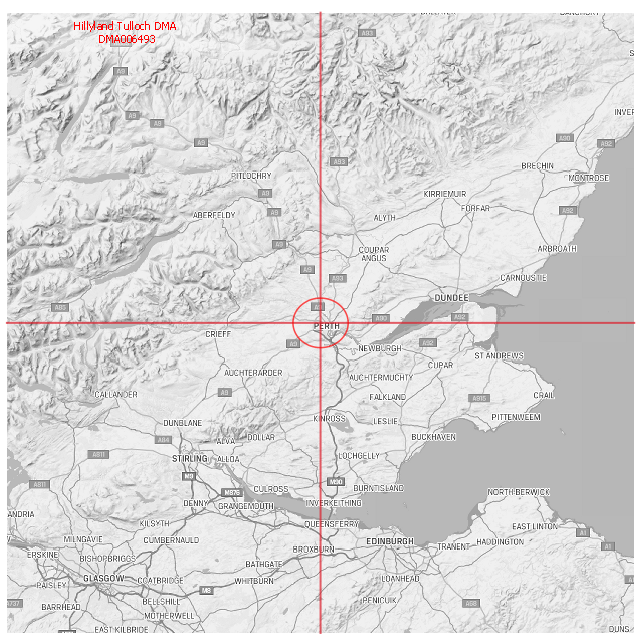 Hillyland Tulloch DMA
DMA006493
A93
A9
A9
A9
A9
A90
A92
INVER
A93
BRECHIN
PITLOCHRY
MONTROSE
A9
KIRRIEMUIR
FORFAR
A92
ABERFELDY
A9
ALYTH
A9
COUPAR
ANGUS
ARBROATH
A9
A93
CARNOUSTIE
A85
DUNDEE
A90
A92
PERTH
CRIEFF
A9
NEWBURGH
A92
ST ANDREWS
CUPAR
AUCHTERARDER
AUCHTERMUCHTY
CALLANDER
A9
FALKLAND
A915
CRAIL
DUNBLANE
KINROSS
LESLIE
PITTENWEEM
A84
ALVA
DOLLAR
BUCKHAVEN
A811
STIRLING
ALLOA
LOCHGELLY
M9
M90
A811
M876
CULROSS
BURNTISLAND
NORTH BERWICK
DENNY
GRANGEMOUTH
INVERKEITHING
ANDRIA
KILSYTH
QUEENSFERRY
EAST LINTON
A1
MILNGAVIE
CUMBERNAULD
EDINBURGH
HADDINGTON
ERSKINE
BISHOPBRIGGS
BROXBURN
TRANENT
A1
BATHGATE
GLASGOW
COATBRIDGE
WHITBURN
LOANHEAD
PAISLEY
M8
BELLSHILL
PENICUIK
A737
BARRHEAD
MOTHERWELL
A68
EAST KILBRIDE
DUNS